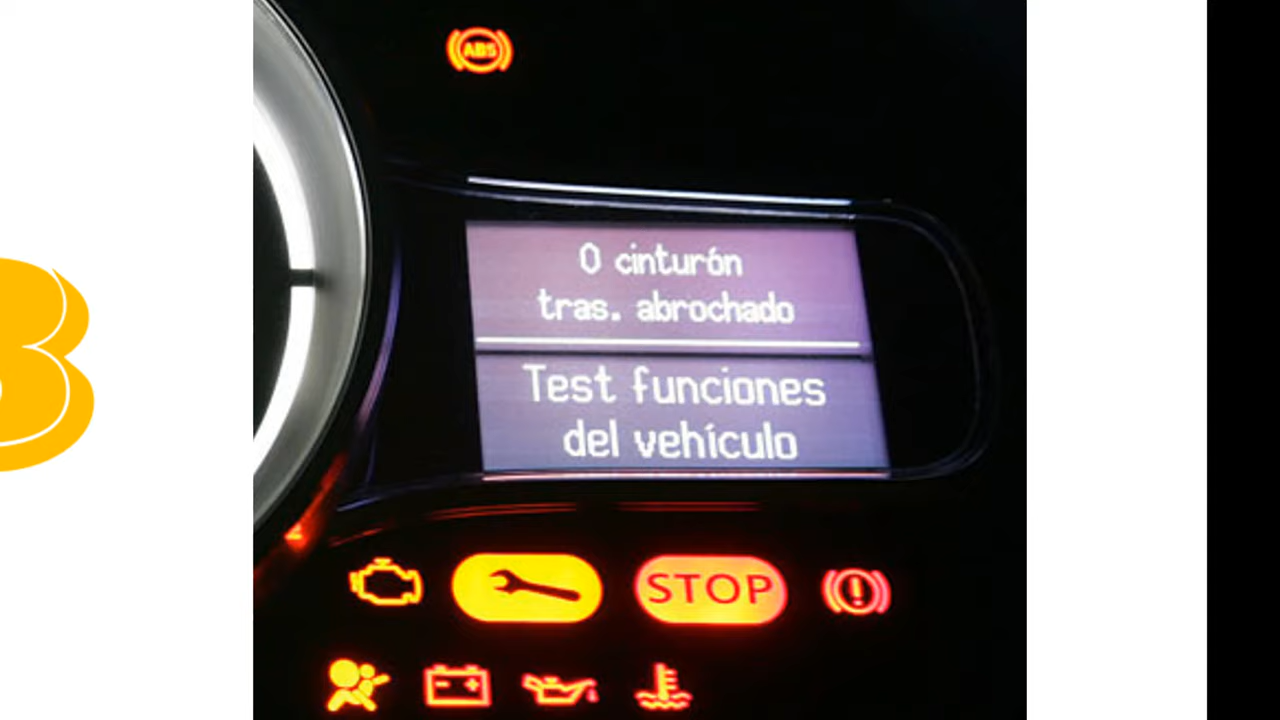 ABS
0 cinturón
tras. abrochado
Test funciones
del vehículo
STOP